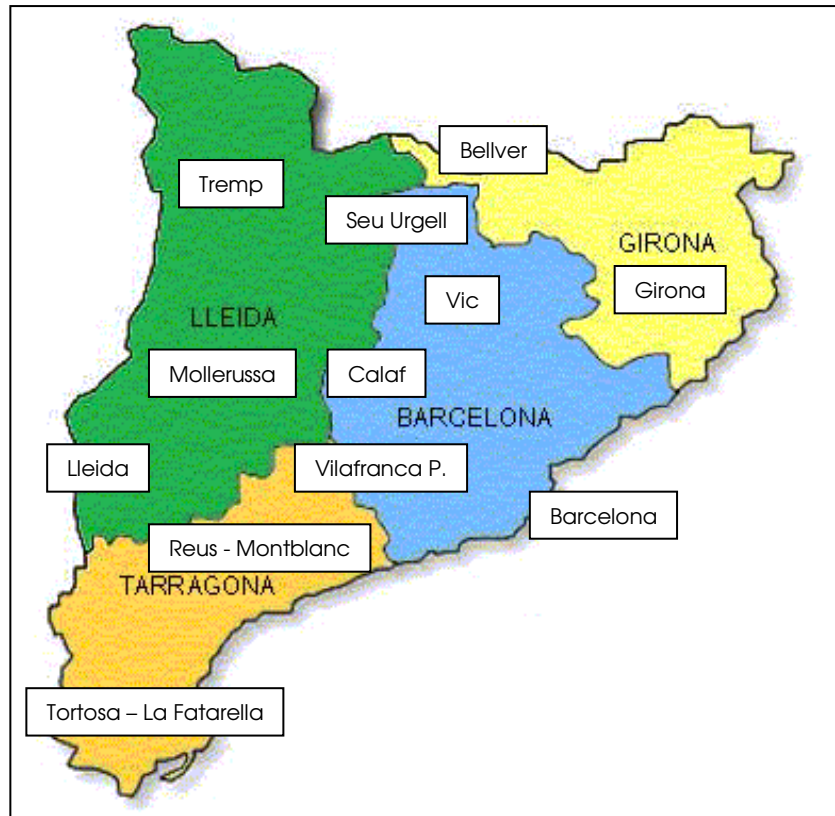 Bellver
Tremp
Seu Urgell
GIRONA
Girona
Vic
LLEIDA
Mollerussa
Calaf
BARCELONA
Lleida
Vilafranca P.
Barcelona
Reus - Montblanc
TARRAGONA
Tortosa – La Fatarella